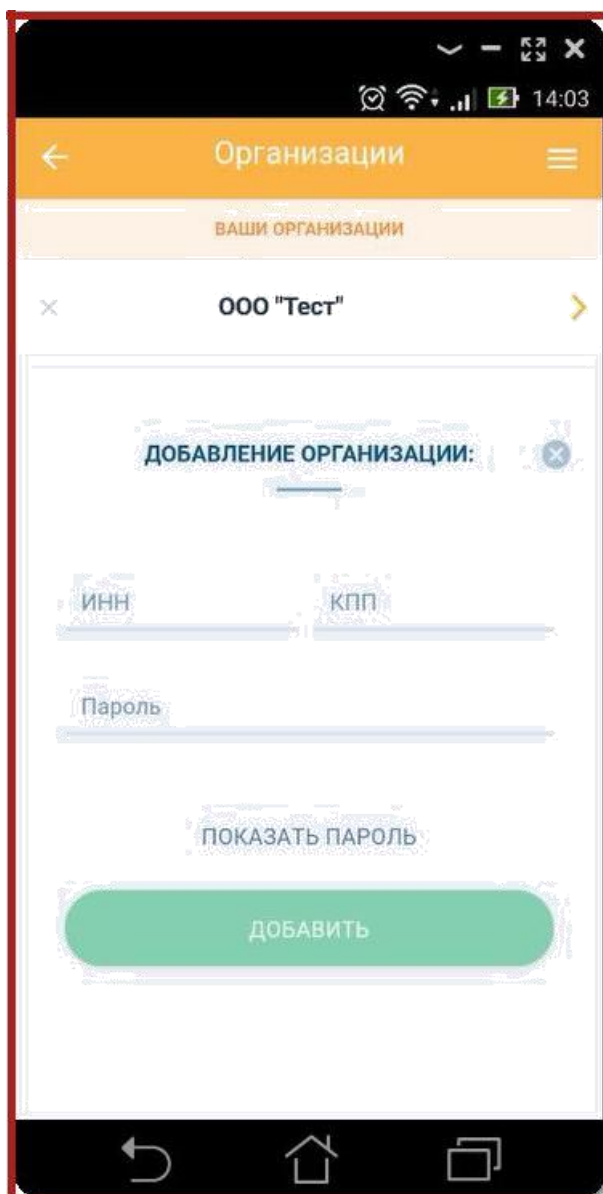 14:03
Организации
ВАШИ ОРГАНИЗАЦИИ
ООО "Тест"
ДОБАВЛЕНИЕ ОРГАНИЗАЦИИ:
ИНН КПП
Пароль
ПОКАЗАТЬ ПАРОЛЬ
ДОБАВИТЬ